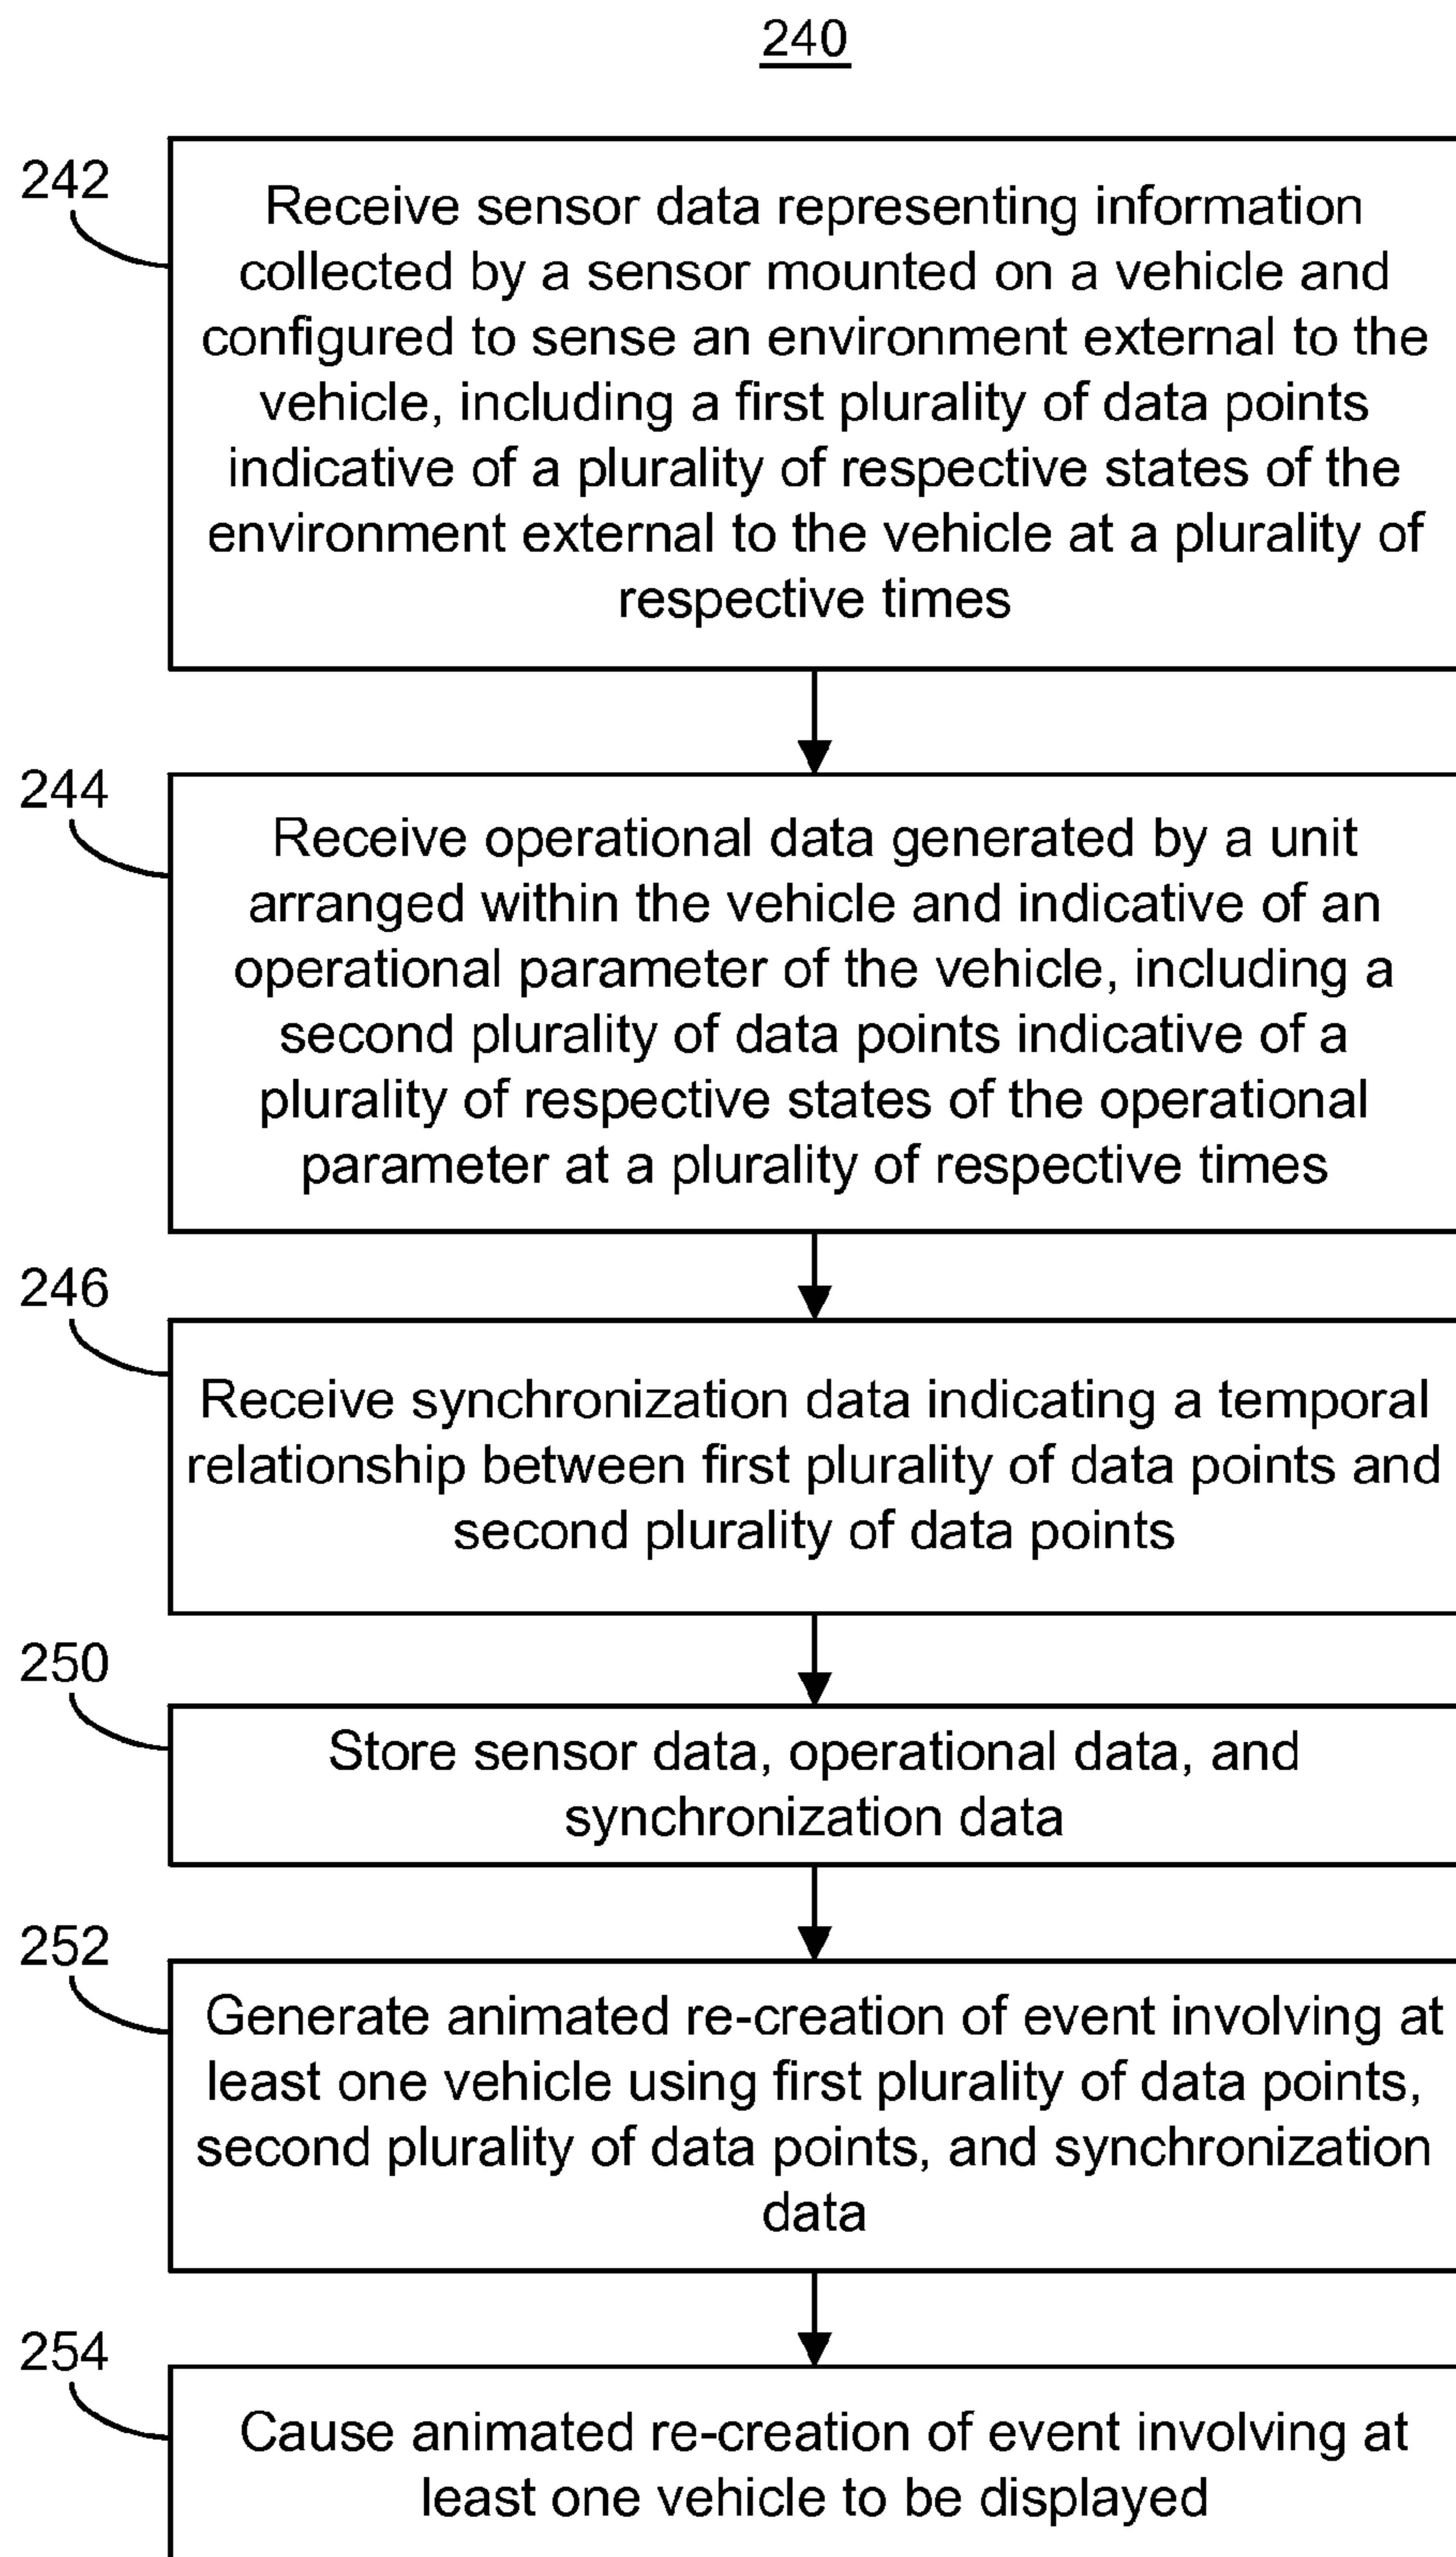 240
242
Receive sensor data representing information
collected by a sensor mounted on a vehicle and
configured to sense an environment external to the
vehicle, including a first plurality of data points
indicative of a plurality of respective states of the
environment external to the vehicle at a plurality of
respective times
244
Receive operational data generated by a unit
arranged within the vehicle and indicative of an
operational parameter of the vehicle, including a
second plurality of data points indicative of a
plurality of respective states of the operational
parameter at a plurality of respective times
246
Receive synchronization data indicating a temporal
relationship between first plurality of data points and
second plurality of data points
250
Store sensor data, operational data, and
synchronization data
252
Generate animated re-creation of event involving at
least one vehicle using first plurality of data points,
second plurality of data points, and synchronization
data
254
Cause animated re-creation of event involving at
least one vehicle to be displayed